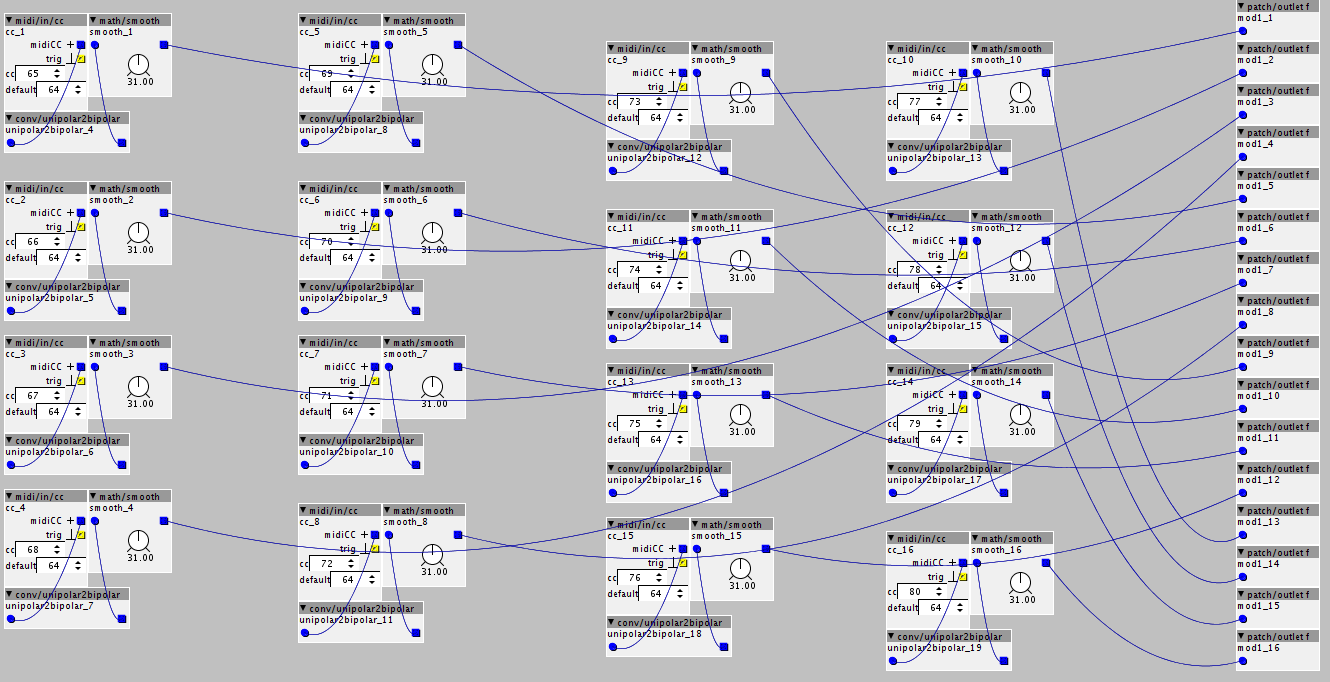 midi/in/cc math/smooth
cc_1 smooth_1
midiCC +
trig
cc 65
default 64
31.00
conv/unipolar2bipolar
unipolar2bipolar_4
midi/in/cc math/smooth
cc_2 smooth_2
midiCC +
trig
cc 66
default 64
31.00
conv/unipolar2bipolar
unipolar2bipolar_5
midi/in/cc math/smooth
cc_3 smooth_3
midiCC +
trig
cc 67
default 64
31.00
conv/unipolar2bipolar
unipolar2bipolar_6
midi/in/cc math/smooth
cc_4 smooth_4
midiCC +
trig
cc 68
default 64
31.00
conv/unipolar2bipolar
unipolar2bipolar_7
midi/in/cc math/smooth
cc_5 smooth_5
midiCC +
trig
cc 69
default 64
31.00
conv/unipolar2bipolar
unipolar2bipolar_8
midi/in/cc math/smooth
cc_6 smooth_6
midiCC +
trig
cc 70
default 64
31.00
conv/unipolar2bipolar
unipolar2bipolar_9
midi/in/cc math/smooth
cc_7 smooth_7
midiCC +
trig
cc 71
default 64
31.00
conv/unipolar2bipolar
unipolar2bipolar_10
midi/in/cc math/smooth
cc_8 smooth_8
midiCC +
trig
cc 72
default 64
31.00
conv/unipolar2bipolar
unipolar2bipolar_11
midi/in/cc math/smooth
cc_9 smooth_9
midiCC +
trig
cc 73
default 64
31.00
conv/unipolar2bipolar
unipolar2bipolar_12
midi/in/cc math/smooth
cc_11 smooth_11
midiCC +
trig
cc 74
default 64
31.00
conv/unipolar2bipolar
unipolar2bipolar_14
midi/in/cc math/smooth
cc_13 smooth_13
midiCC +
trig
cc 75
default 64
31.00
conv/unipolar2bipolar
unipolar2bipolar_16
midi/in/cc math/smooth
cc_15 smooth_15
midiCC +
trig
cc 76
default 64
31.00
conv/unipolar2bipolar
unipolar2bipolar_18
midi/in/cc math/smooth
cc_10 smooth_10
midiCC +
trig
cc 77
default 64
31.00
conv/unipolar2bipolar
unipolar2bipolar_13
midi/in/cc math/smooth
cc_12 smooth_12
midiCC +
trig
cc 78
default 64
31.00
conv/unipolar2bipolar
unipolar2bipolar_15
midi/in/cc math/smooth
cc_14 smooth_14
midiCC +
trig
cc 79
default 64
31.00
conv/unipolar2bipolar
unipolar2bipolar_17
midi/in/cc math/smooth
cc_16 smooth_16
midiCC +
trig
cc 80
default 64
31.00
conv/unipolar2bipolar
unipolar2bipolar_19
patch/outlet f
mod1_1
patch/outlet f
mod1_2
patch/outlet f
mod1_3
patch/outlet f
mod1_4
patch/outlet f
mod1_5
patch/outlet f
mod1_6
patch/outlet f
mod1_7
patch/outlet f
mod1_8
patch/outlet f
mod1_9
patch/outlet f
mod1_10
patch/outlet f
mod1_11
patch/outlet f
mod1_12
patch/outlet f
mod1_13
patch/outlet f
mod1_14
patch/outlet f
mod1_15
patch/outlet f
mod1_16